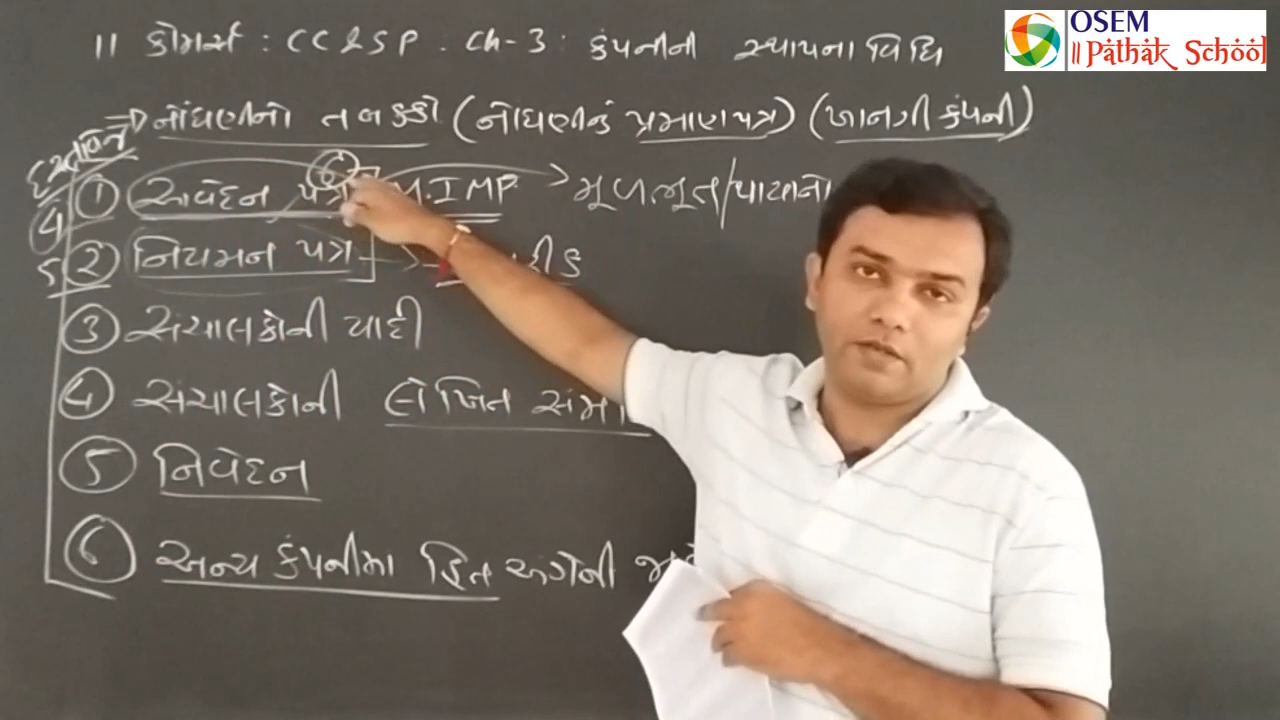 OSEM
Pathak School
11 કોમર્સ : CC & SP . Ch - 3 : કંપનીની સ્થાપના વિધિ
→ નોંધણીનો તબક્કો (નોંધણીનું પ્રમાણપત્ર) (ખાનગી કંપની)
દસ્તાવેજ
① આવેદન પત્ર M.IMP → મૂળભૂત/પાયાનો
② નિયમન પત્ર →
③ સંચાલકોની યાદી
④ સંચાલકોની લેખિત
⑤ નિવેદન
⑥ અન્ય કંપનીમાં હિત અંગેની